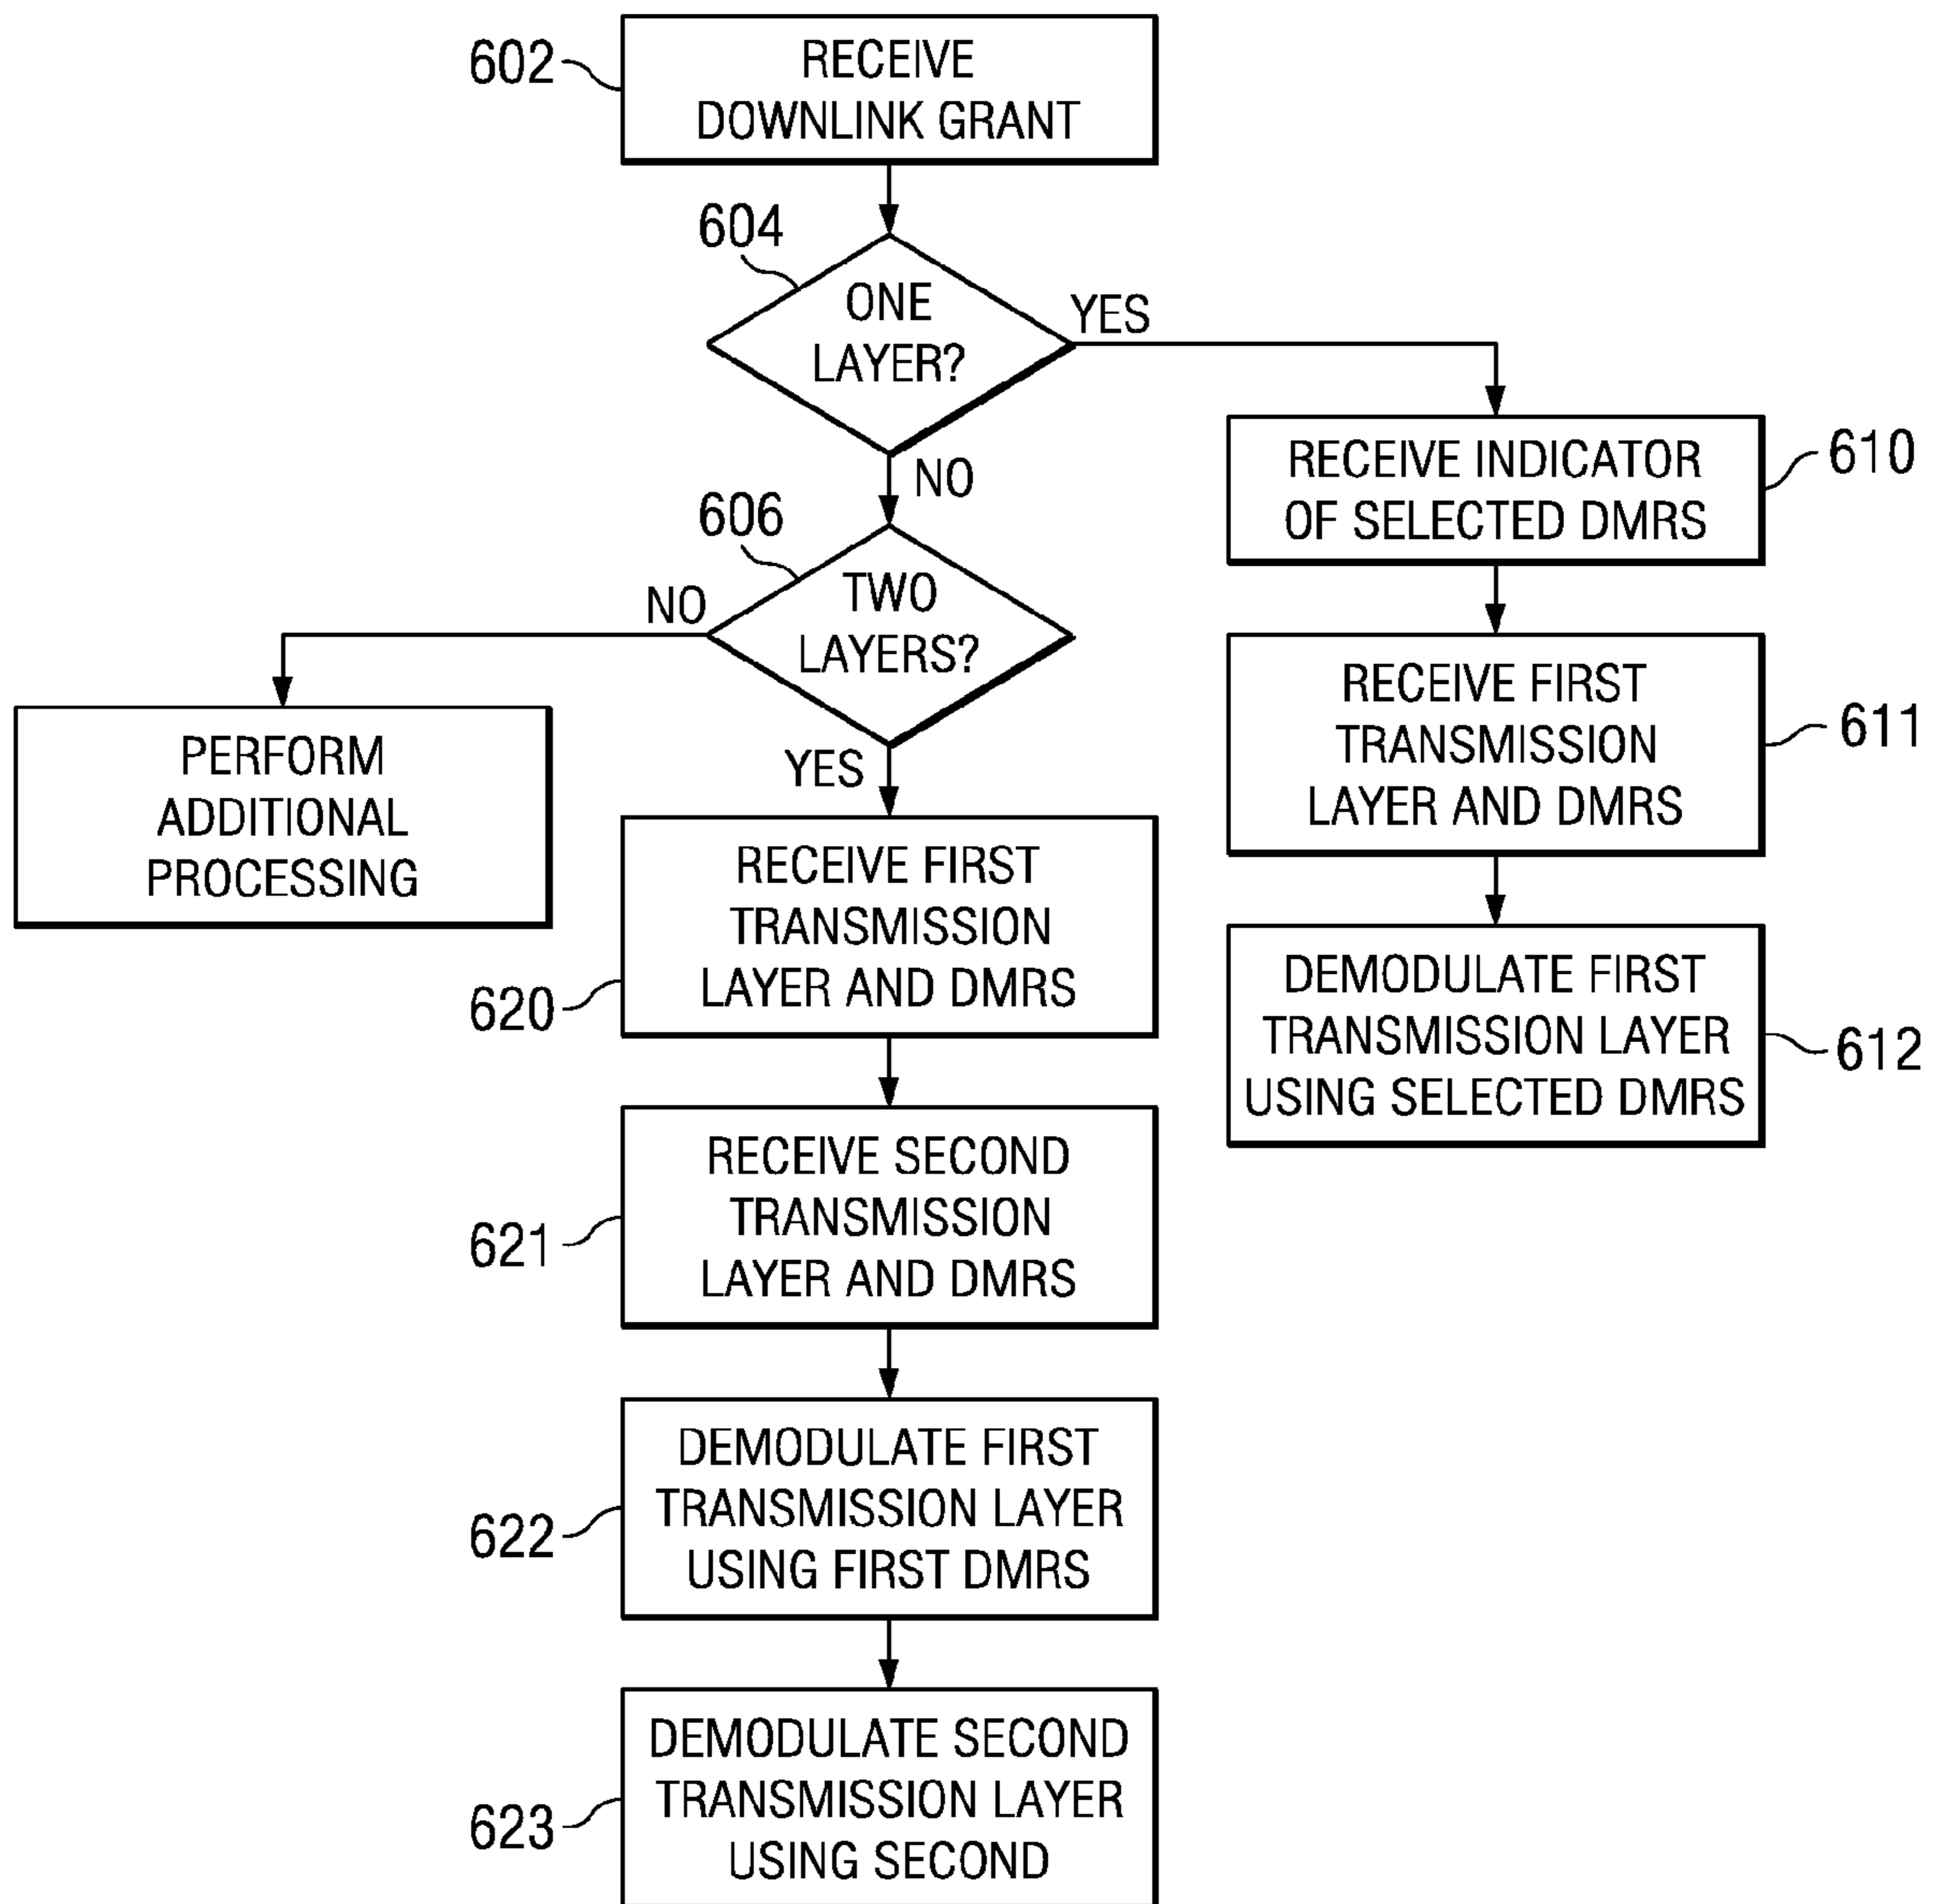 602
RECEIVE
DOWNLINK GRANT
604
ONE
LAYER?
YES
NO
610
RECEIVE INDICATOR
OF SELECTED DMRS
606
TWO
LAYERS?
NO
YES
611
RECEIVE FIRST
TRANSMISSION
LAYER AND DMRS
PERFORM
ADDITIONAL
PROCESSING
620
RECEIVE FIRST
TRANSMISSION
LAYER AND DMRS
612
DEMODULATE FIRST
TRANSMISSION LAYER
USING SELECTED DMRS
621
RECEIVE SECOND
TRANSMISSION
LAYER AND DMRS
622
DEMODULATE FIRST
TRANSMISSION LAYER
USING FIRST DMRS
623
DEMODULATE SECOND
TRANSMISSION LAYER
USING SECOND